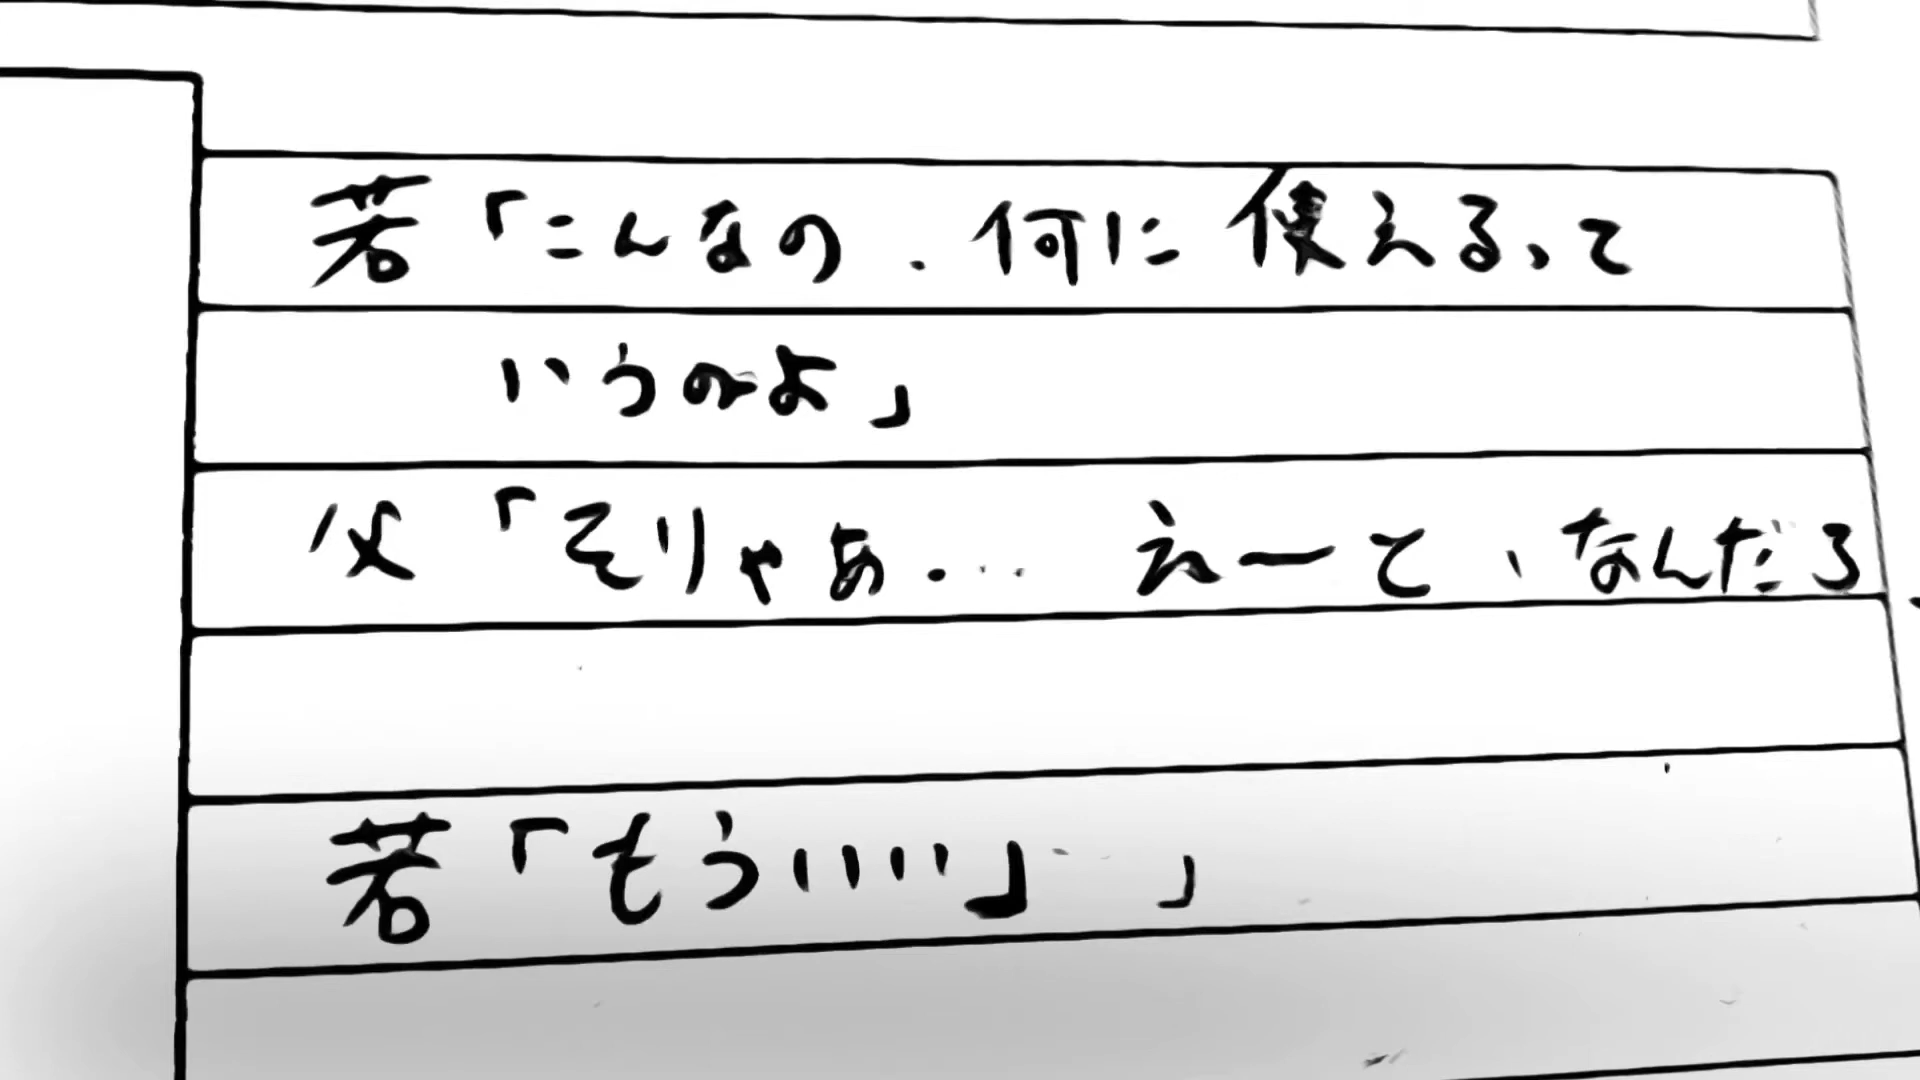 若「こんなの、何に使えるって
いうのよ」
父「そりゃあ… えーと、なんだろ
若「もういい」」